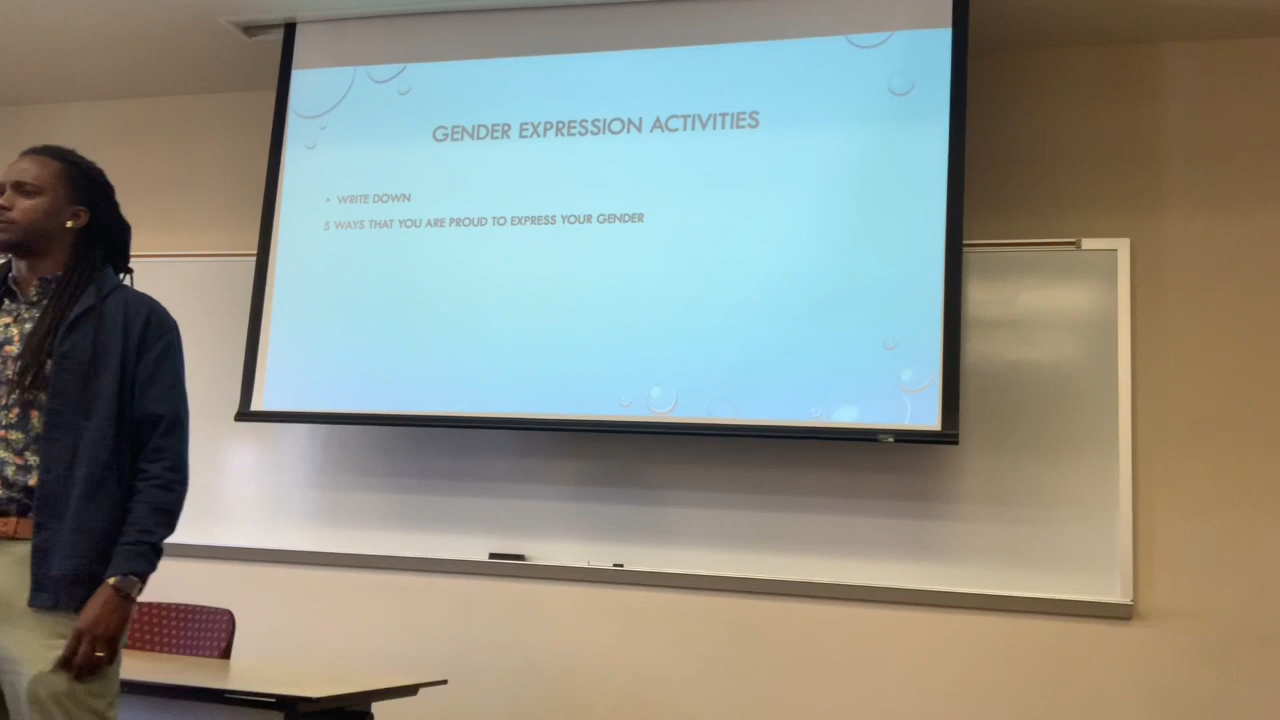 GENDER EXPRESSION ACTIVITIES
• WRITE DOWN
5 WAYS THAT YOU ARE PROUD TO EXPRESS YOUR GENDER